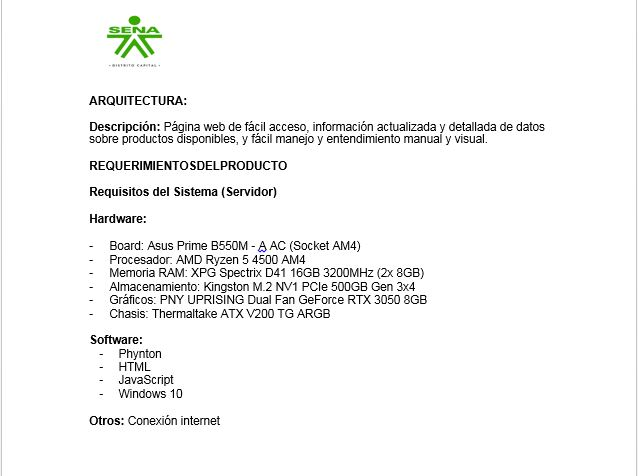 SENA
• DISTRITO CAPITAL •
ARQUITECTURA:
Descripción: Página web de fácil acceso, información actualizada y detallada de datos
sobre productos disponibles, y fácil manejo y entendimiento manual y visual.
REQUERIMIENTOSDELPRODUCTO
Requisitos del Sistema (Servidor)
Hardware:
- Board: Asus Prime B550M - A AC (Socket AM4)
- Procesador: AMD Ryzen 5 4500 AM4
- Memoria RAM: XPG Spectrix D41 16GB 3200MHz (2x 8GB)
- Almacenamiento: Kingston M.2 NV1 PCIe 500GB Gen 3x4
- Gráficos: PNY UPRISING Dual Fan GeForce RTX 3050 8GB
- Chasis: Thermaltake ATX V200 TG ARGB
Software:
- Phynton
- HTML
- JavaScript
- Windows 10
Otros: Conexión internet